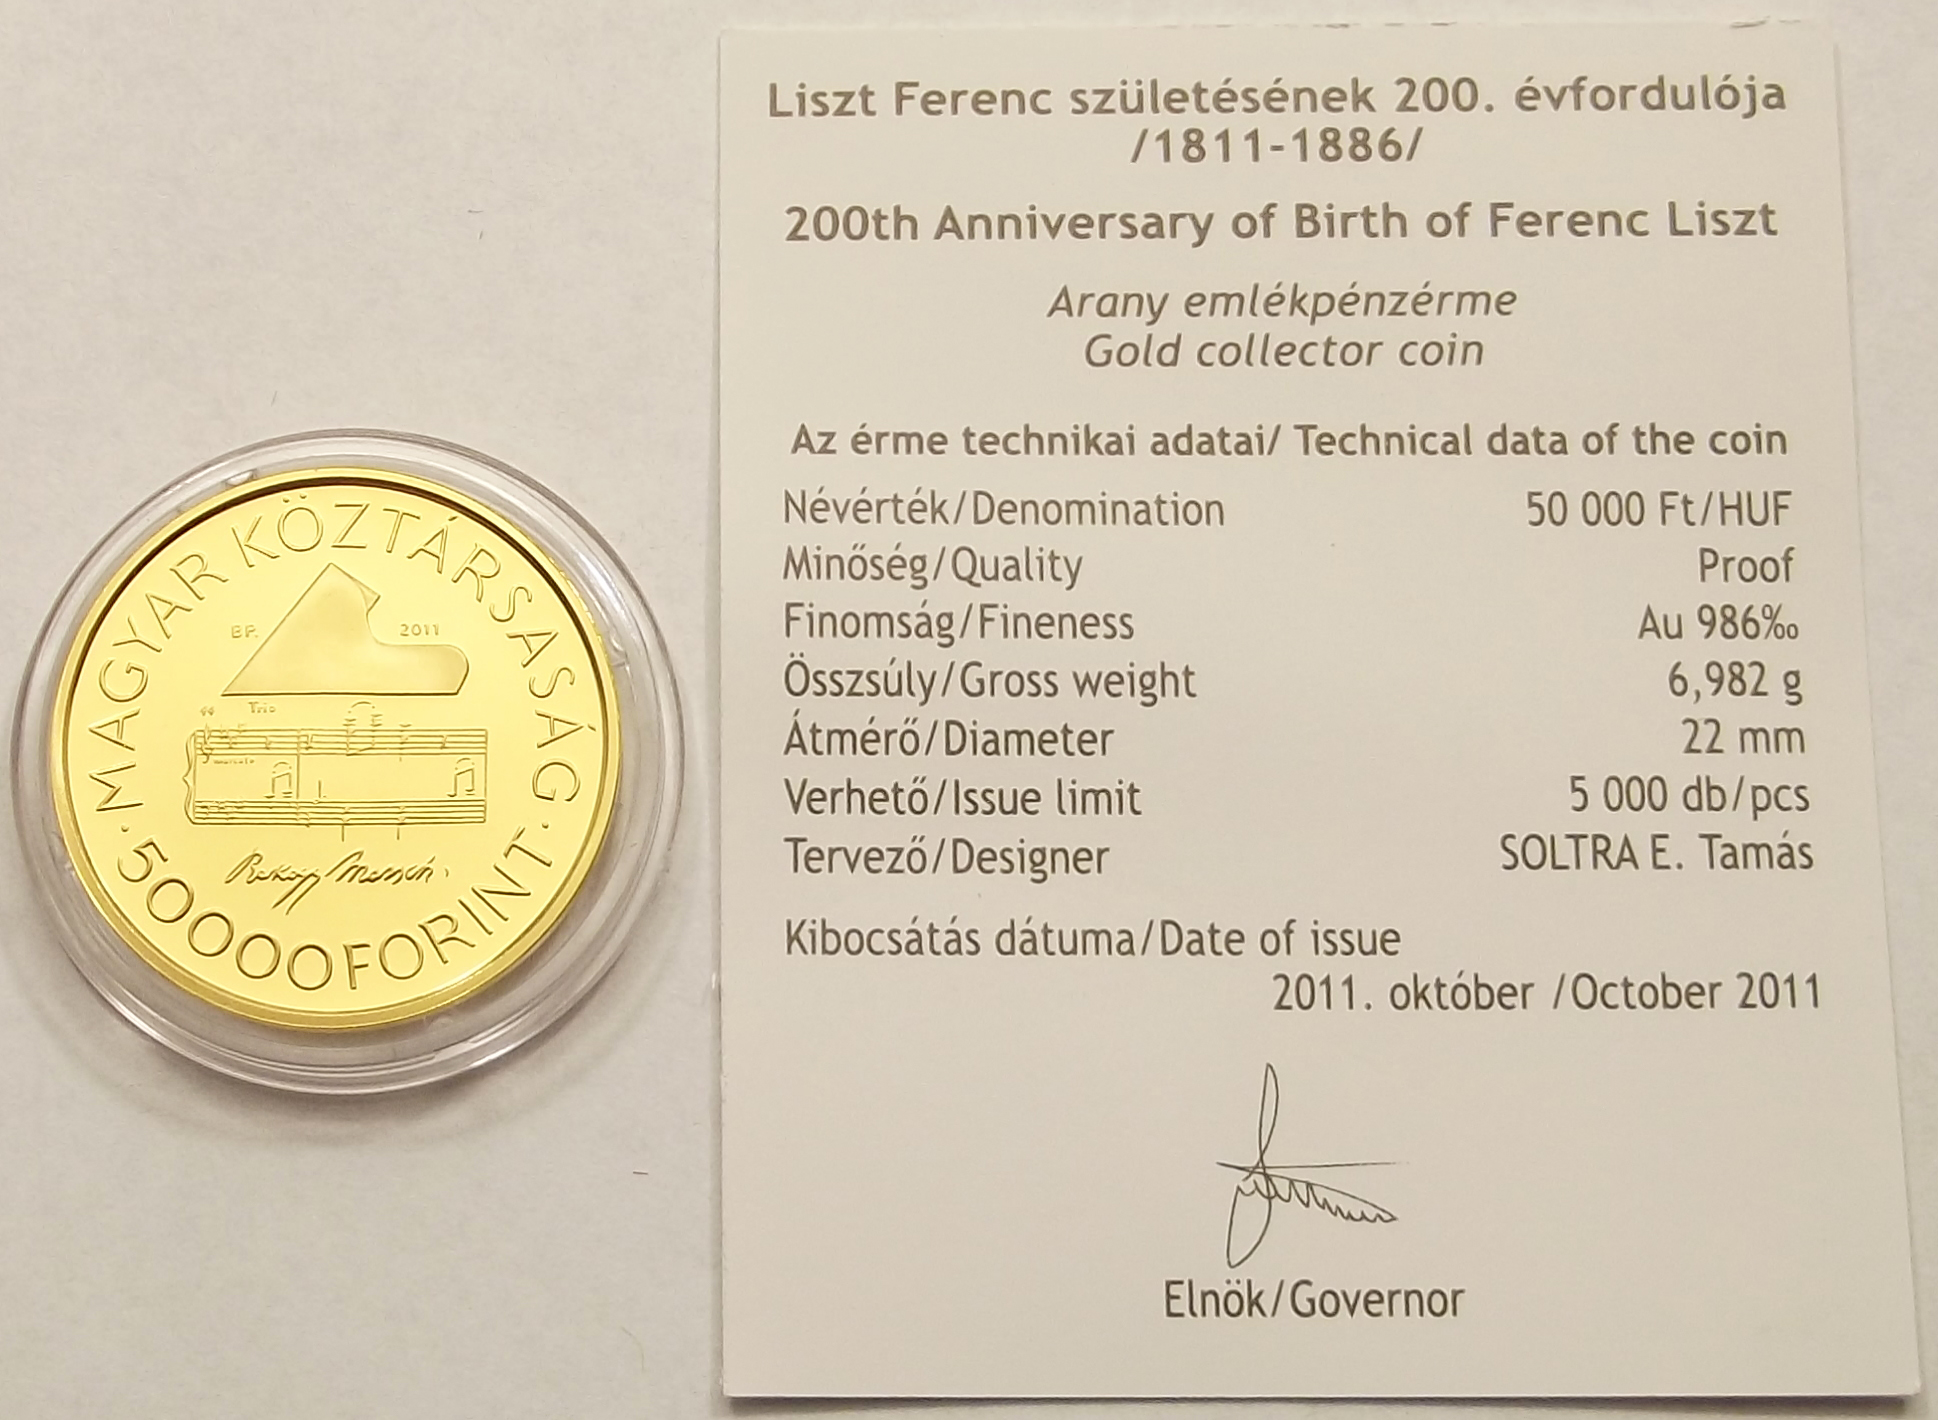 MAGYAR KÖZTÁRSASÁG
· 50000 FORINT ·
BP. 2011
Trio
Liszt Ferenc születésének 200. évfordulója
/1811-1886/
200th Anniversary of Birth of Ferenc Liszt
Arany emlékpénzérme
Gold collector coin
Az érme technikai adatai/ Technical data of the coin
Névérték/Denomination 50 000 Ft/HUF
Minőség/Quality Proof
Finomság/Fineness Au 986‰
Összsúly/Gross weight 6,982 g
Átmérő/Diameter 22 mm
Verhető/Issue limit 5 000 db/pcs
Tervező/Designer SOLTRA E. Tamás
Kibocsátás dátuma/Date of issue
2011. október /October 2011
Elnök/Governor